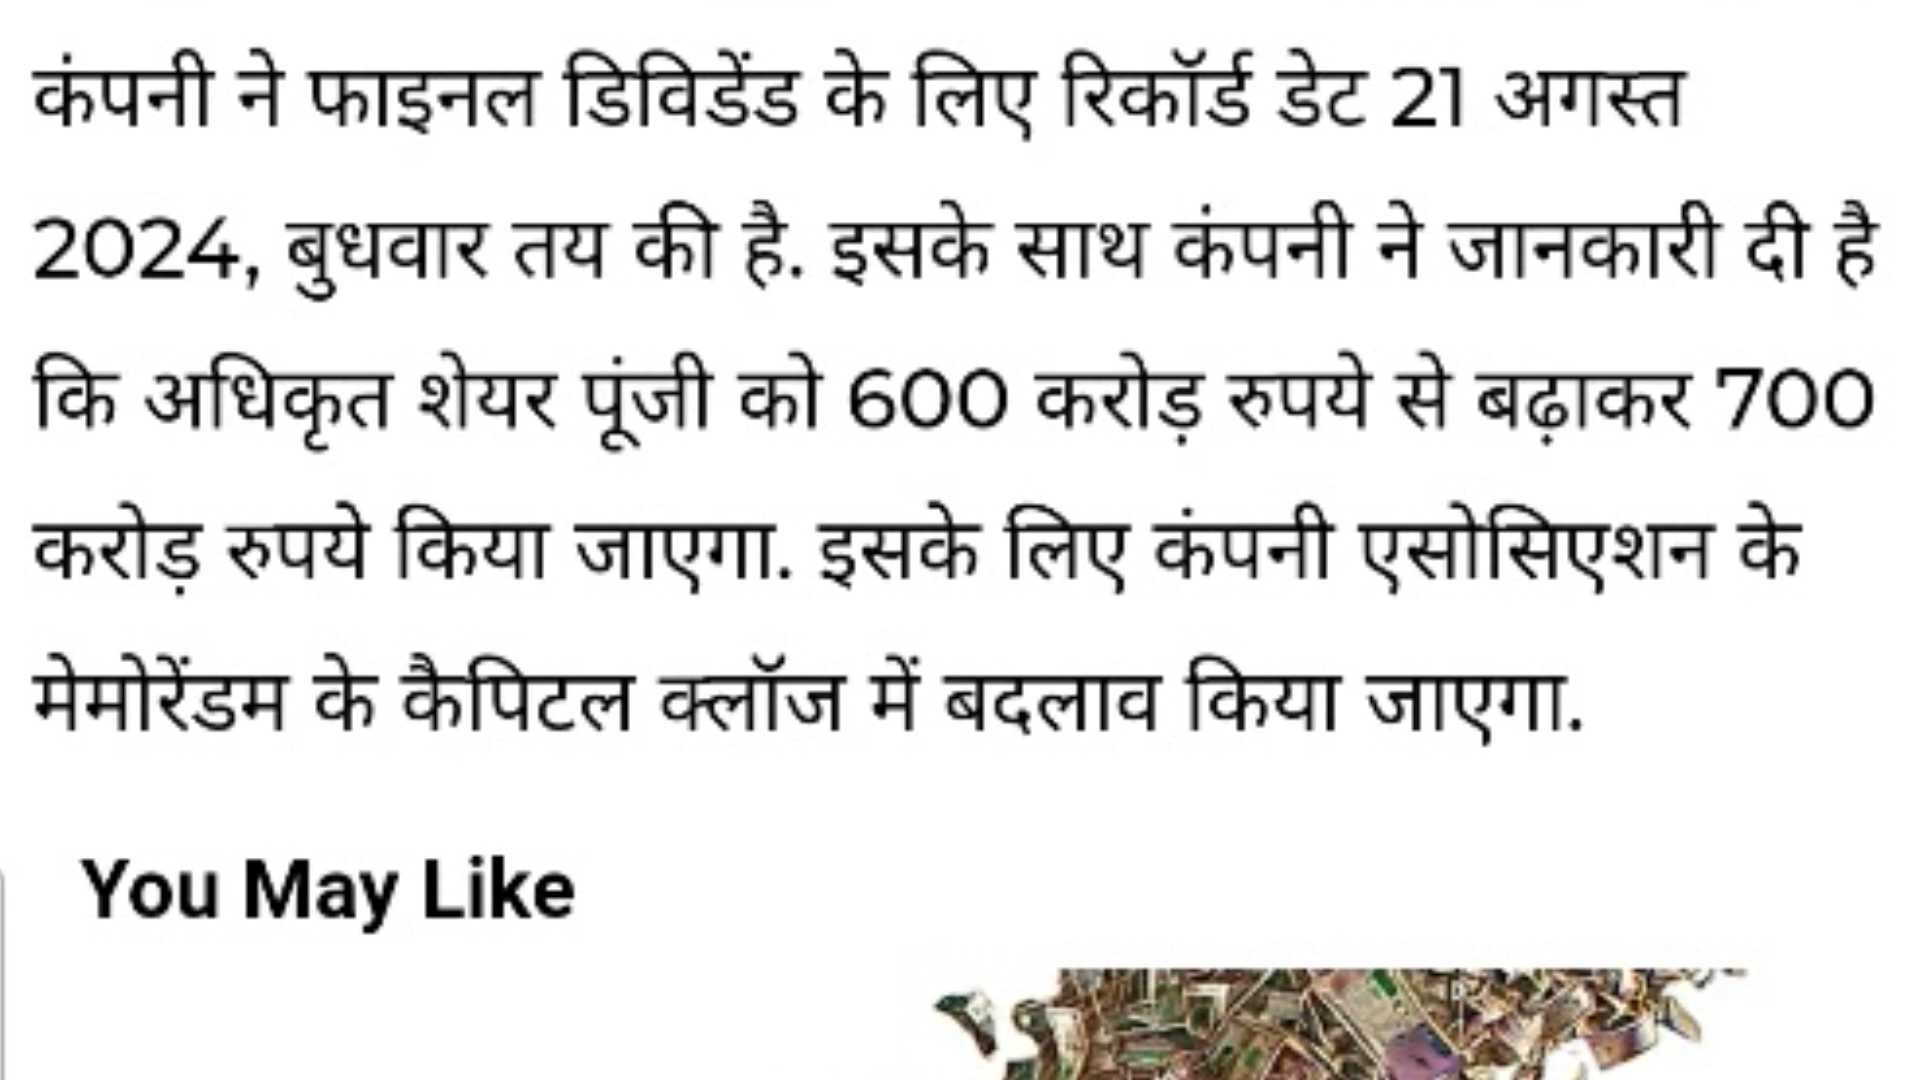 कंपनी ने फाइनल डिविडेंड के लिए रिकॉर्ड डेट 21 अगस्त
2024, बुधवार तय की है. इसके साथ कंपनी ने जानकारी दी है
कि अधिकृत शेयर पूंजी को 600 करोड़ रुपये से बढ़ाकर 700
करोड़ रुपये किया जाएगा. इसके लिए कंपनी एसोसिएशन के
मेमोरेंडम के कैपिटल क्लॉज में बदलाव किया जाएगा.
You May Like